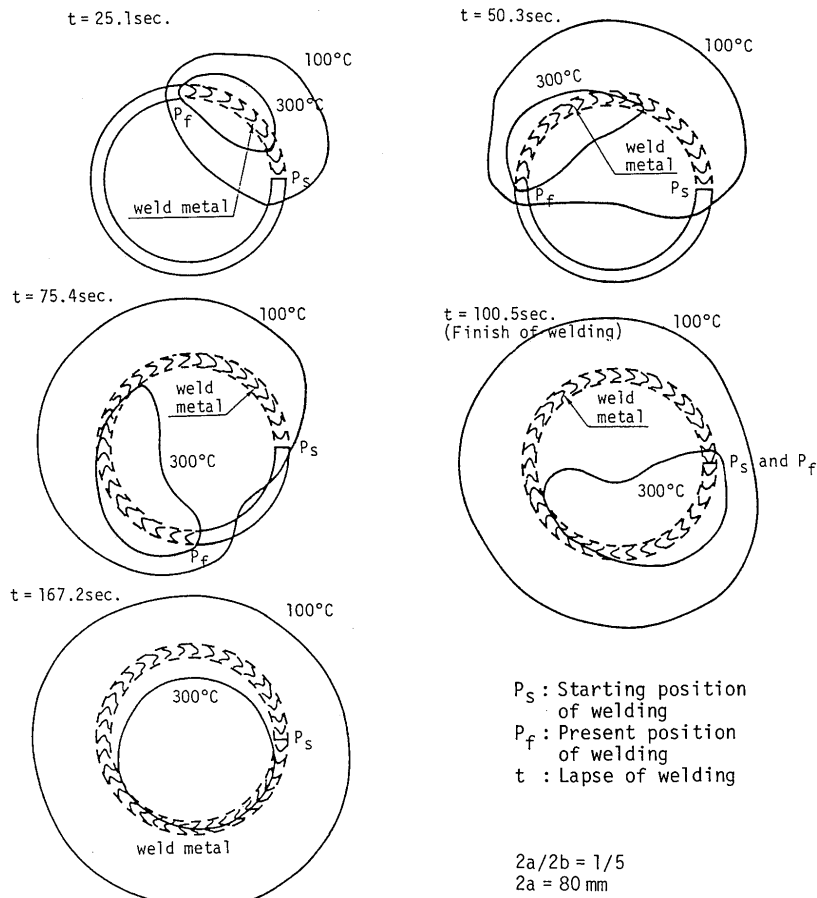 t = 25.1sec.
100°C
300°C
Pf
Ps
weld metal
t = 50.3sec.
100°C
300°C
weld
metal
Ps
Pf
t = 75.4sec.
100°C
weld
metal
300°C
Ps
Pf
t = 100.5sec.
(Finish of welding)
100°C
weld
metal
300°C
Ps and Pf
t = 167.2sec.
100°C
300°C
Ps
weld metal
Ps : Starting position
of welding
Pf : Present position
of welding
t : Lapse of welding
2a/2b = 1/5
2a = 80 mm